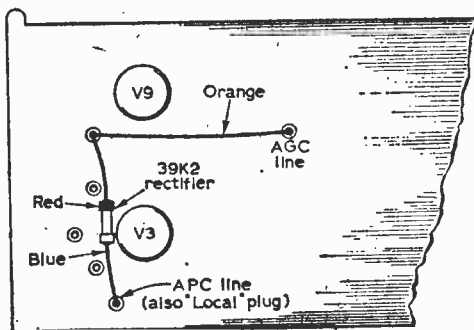 V9
Orange
AGC
line
39K2
rectifier
Red
V3
Blue
APC line
(also "Local" plug)